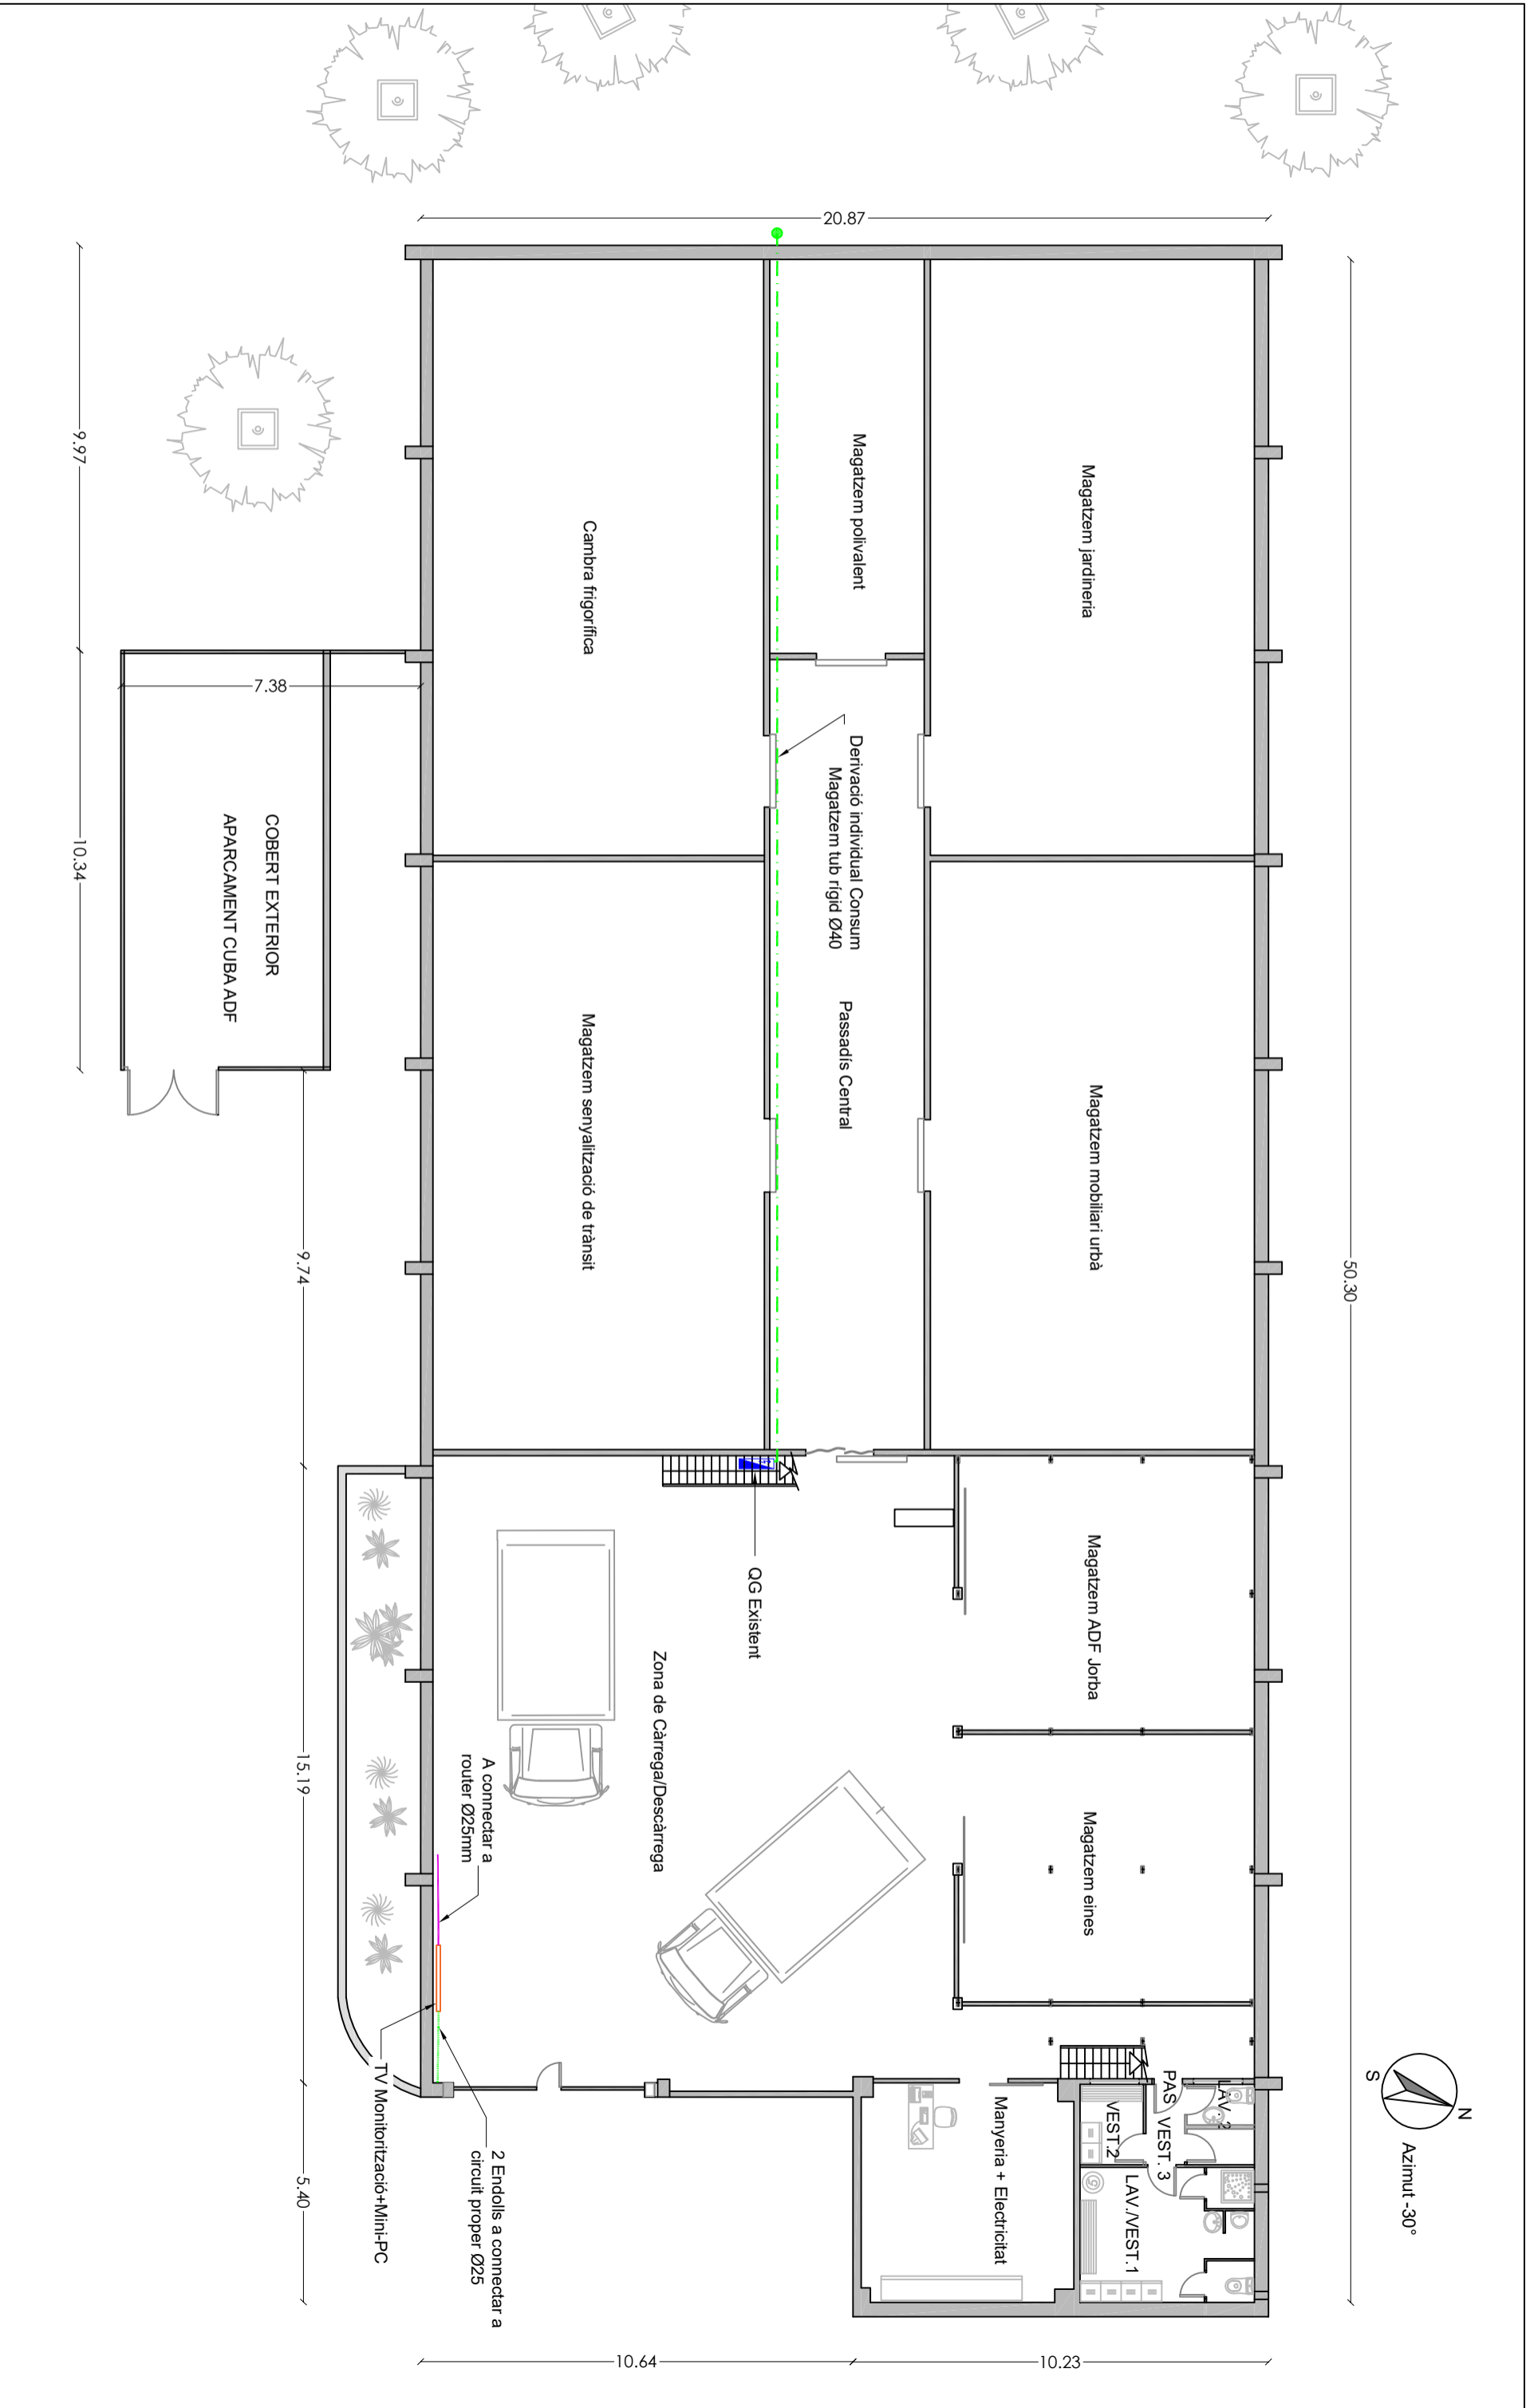 N
S
Azimut -30°
20.87
50.30
9.97
10.34
7.38
9.74
15.19
5.40
10.64
10.23
Magatzem jardineria
Magatzem polivalent
Cambra frigorífica
Derivació individual Consum
Magatzem tub rígid Ø40
Passadís Central
Magatzem mobiliari urbà
Magatzem senyalització de trànsit
COBERT EXTERIOR
APARCAMENT CUBA ADF
QG Existent
Magatzem ADF Jorba
Magatzem eines
Zona de Càrrega/Descàrrega
A connectar a
router Ø25mm
TV Monitorització+Mini-PC
2 Endolls a connectar a
circuit proper Ø25
Manyeria + Electricitat
LAV. 2
PAS
VEST. 3
VEST.2
LAV./VEST.1